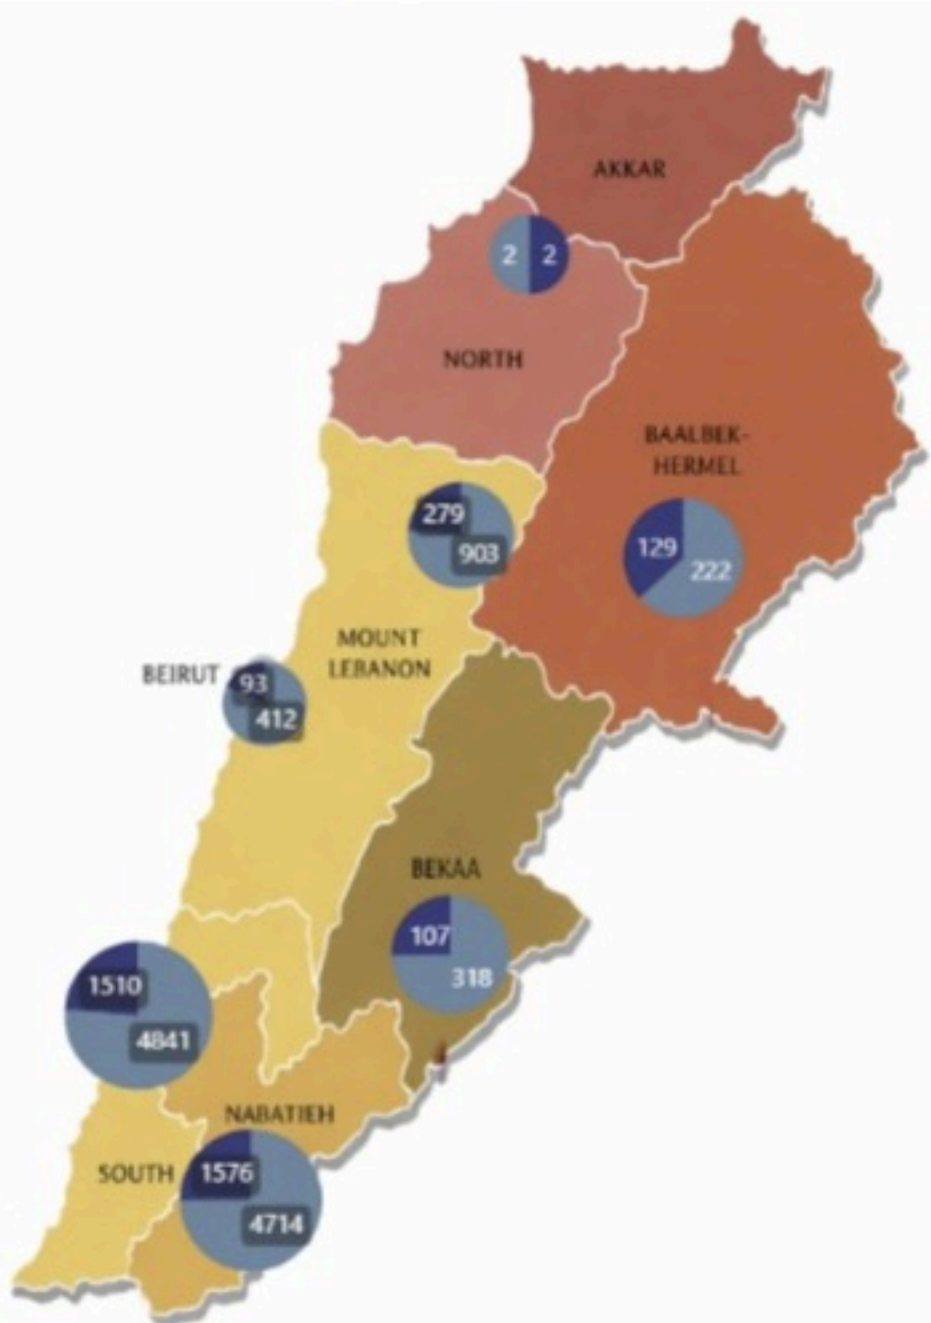 AKKAR
2 2
NORTH
BAALBEK-
HERMEL
279
903
129
222
MOUNT
LEBANON
BEIRUT
93
412
BEKAA
107
318
1510
4841
NABATIEH
SOUTH
1576
4714